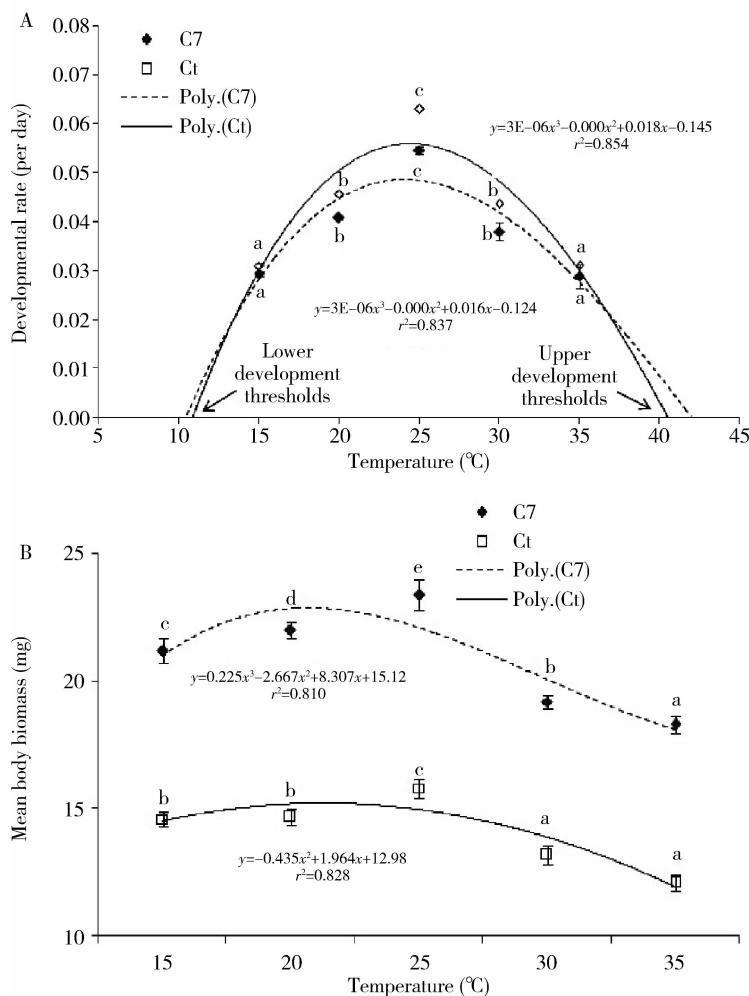 A
0.08
0.07
0.06
0.05
0.04
0.03
0.02
0.01
0.00
Developmental rate (per day)
C7
Ct
Poly.(C7)
Poly.(Ct)
c
y=3E−06x³−0.000x²+0.018x−0.145
r²=0.854
b
c
b
a
b
b
a
a
a
y=3E−06x³−0.000x²+0.016x−0.124
r²=0.837
Lower
development
thresholds
Upper
development
thresholds
5
10
15
20
25
30
35
40
45
Temperature (℃)
B
C7
Ct
Poly.(C7)
Poly.(Ct)
25
20
15
10
Mean body biomass (mg)
c
d
e
b
a
y=0.225x³−2.667x²+8.307x+15.12
r²=0.810
b
b
c
a
a
y=−0.435x²+1.964x+12.98
r²=0.828
15
20
25
30
35
Temperature (℃)